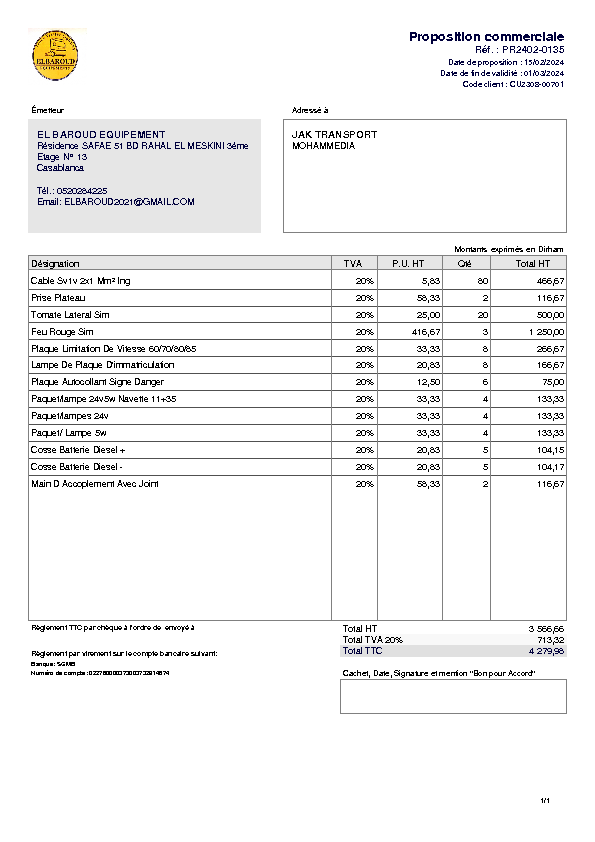 ELBAROUD
Proposition commerciale
Réf. : PR2402-0135
Date de proposition : 15/02/2024
Date de fin de validité : 01/03/2024
Code client : CU2308-00701
Émetteur
Adressé à
EL BAROUD EQUIPEMENT
Résidence SAFAE 51 BD RAHAL EL MESKINI 3éme
Etage N° 13
Casablanca
Tél.: 0520284225
Email: ELBAROUD2021@GMAIL.COM
JAK TRANSPORT
MOHAMMEDIA
Montants exprimés en Dirham
Désignation TVA P.U. HT Qté Total HT
Cable Sv1v 2x1 Mm² Ing 20% 5,83 80 466,67
Prise Plateau 20% 58,33 2 116,67
Tomate Lateral Sim 20% 25,00 20 500,00
Feu Rouge Sim 20% 416,67 3 1 250,00
Plaque Limitation De Vitesse 60/70/80/85 20% 33,33 8 266,67
Lampe De Plaque D'immatriculation 20% 20,83 8 166,67
Plaque Autocollant Signe Danger 20% 12,50 6 75,00
Paquet/lampe 24v5w Navette 11+35 20% 33,33 4 133,33
Paquet/lampes 24v 20% 33,33 4 133,33
Paquet/ Lampe 5w 20% 33,33 4 133,33
Cosse Batterie Diesel + 20% 20,83 5 104,15
Cosse Batterie Diesel - 20% 20,83 5 104,17
Main D Accoplement Avec Joint 20% 58,33 2 116,67
Règlement TTC par chèque à l'ordre de envoyé à
Règlement par virement sur le compte bancaire suivant:
Banque: SGMB
Numéro de compte:
Total HT 3 566,66
Total TVA 20% 713,32
Total TTC 4 279,98
Cachet, Date, Signature et mention "Bon pour Accord"
1/1